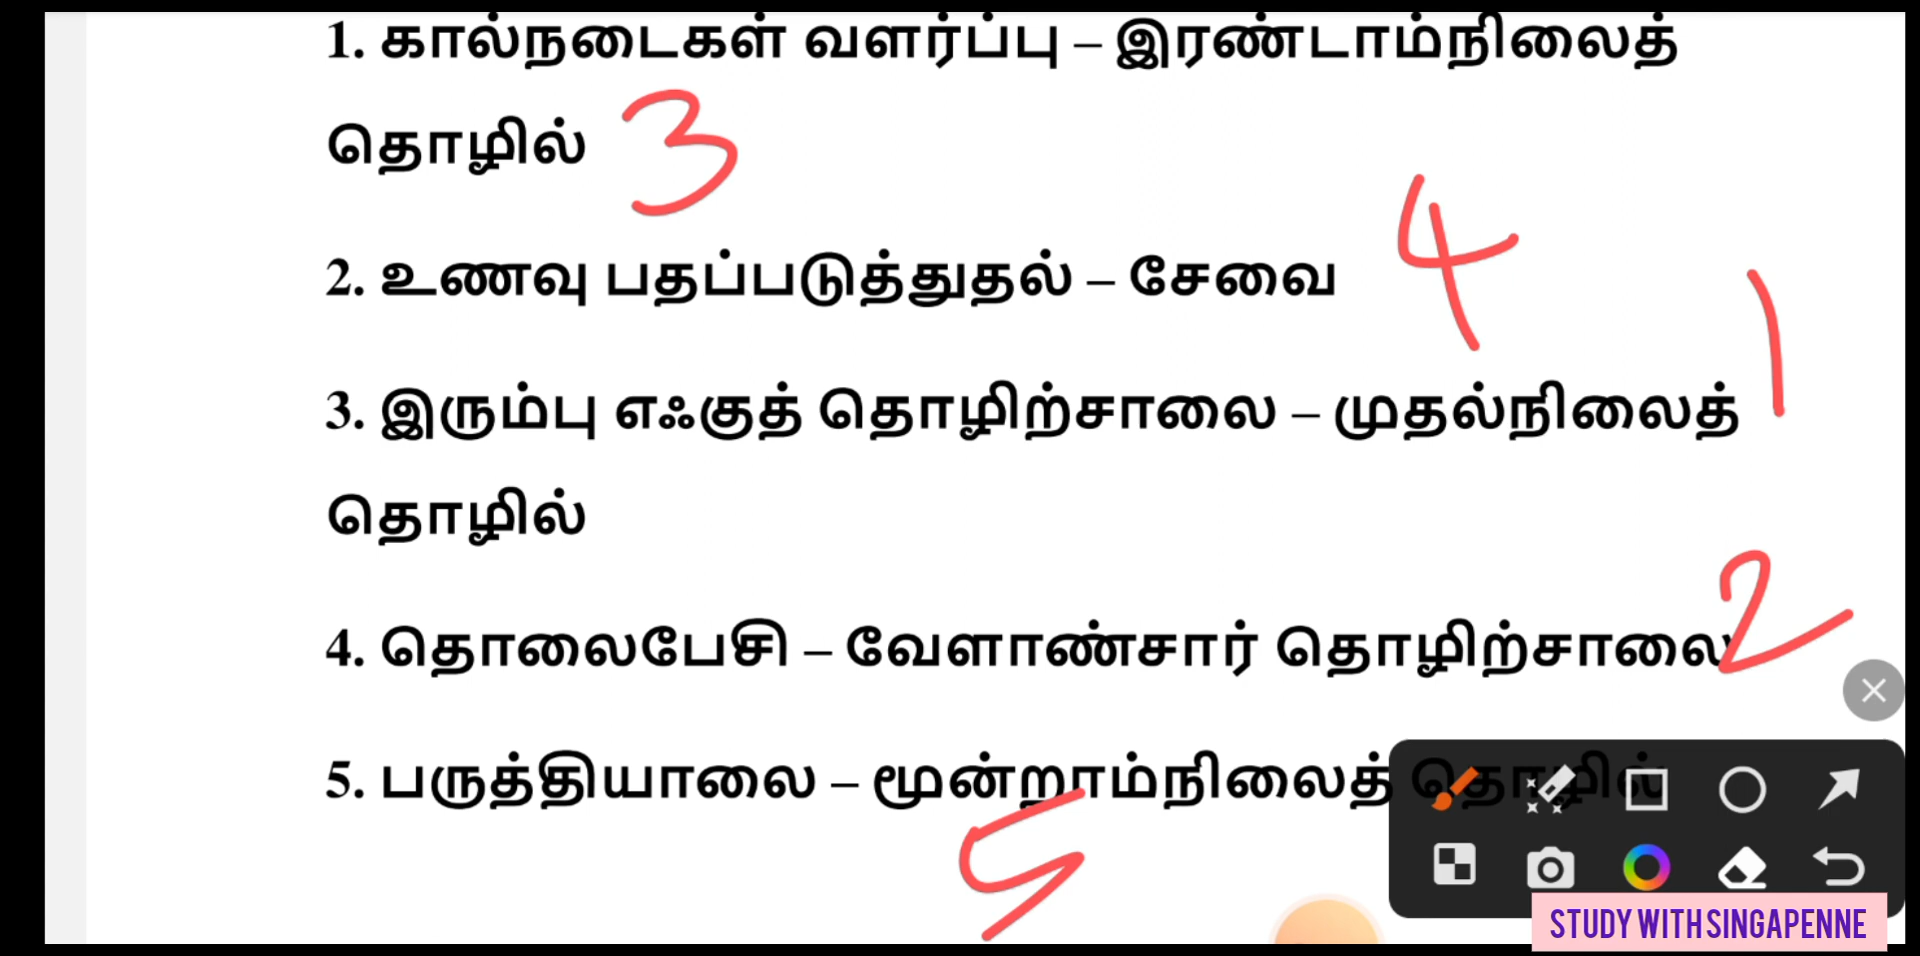 1. கால்நடைகள் வளர்ப்பு – இரண்டாம்நிலைத்
தொழில் 3
2. உணவு பதப்படுத்துதல் – சேவை 4
3. இரும்பு எஃகுத் தொழிற்சாலை – முதல்நிலைத் 1
தொழில்
4. தொலைபேசி – வேளாண்சார் தொழிற்சாலை 2
5. பருத்தியாலை – மூன்றாம்நிலைத் தொழில்
5
STUDY WITH SINGAPENNE